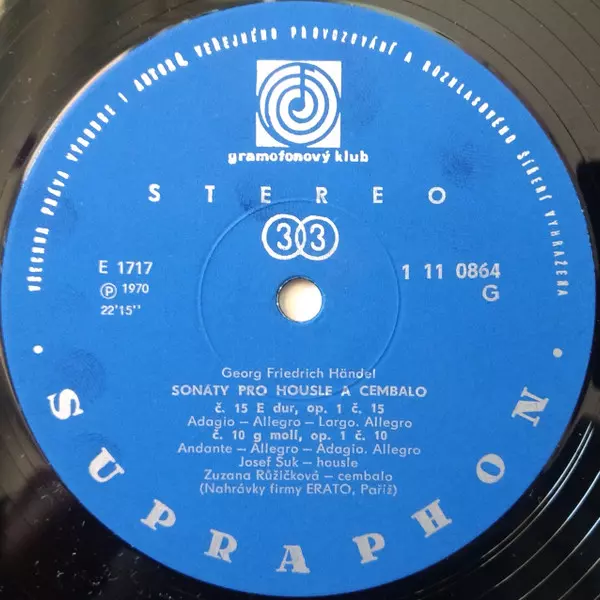 VŠECHNA PRÁVA VÝROBCE I AUTORA VEŘEJNÉHO PROVOZOVÁNÍ A ROZHLASOVÉHO ŠÍŘENÍ VYHRAZENA
gramofonový klub
STEREO
33
E 1717
1 11 0864
G
Ⓟ 1970
22'15''
Georg Friedrich Händel
SONÁTY PRO HOUSLE A CEMBALO
č. 15 E dur, op. 1 č. 15
Adagio – Allegro – Largo. Allegro
č. 10 g moll, op. 1 č. 10
Andante – Allegro – Adagio. Allegro
Josef Suk – housle
Zuzana Růžičková – cembalo
(Nahrávky firmy ERATO, Paříž)
· SUPRAPHON ·